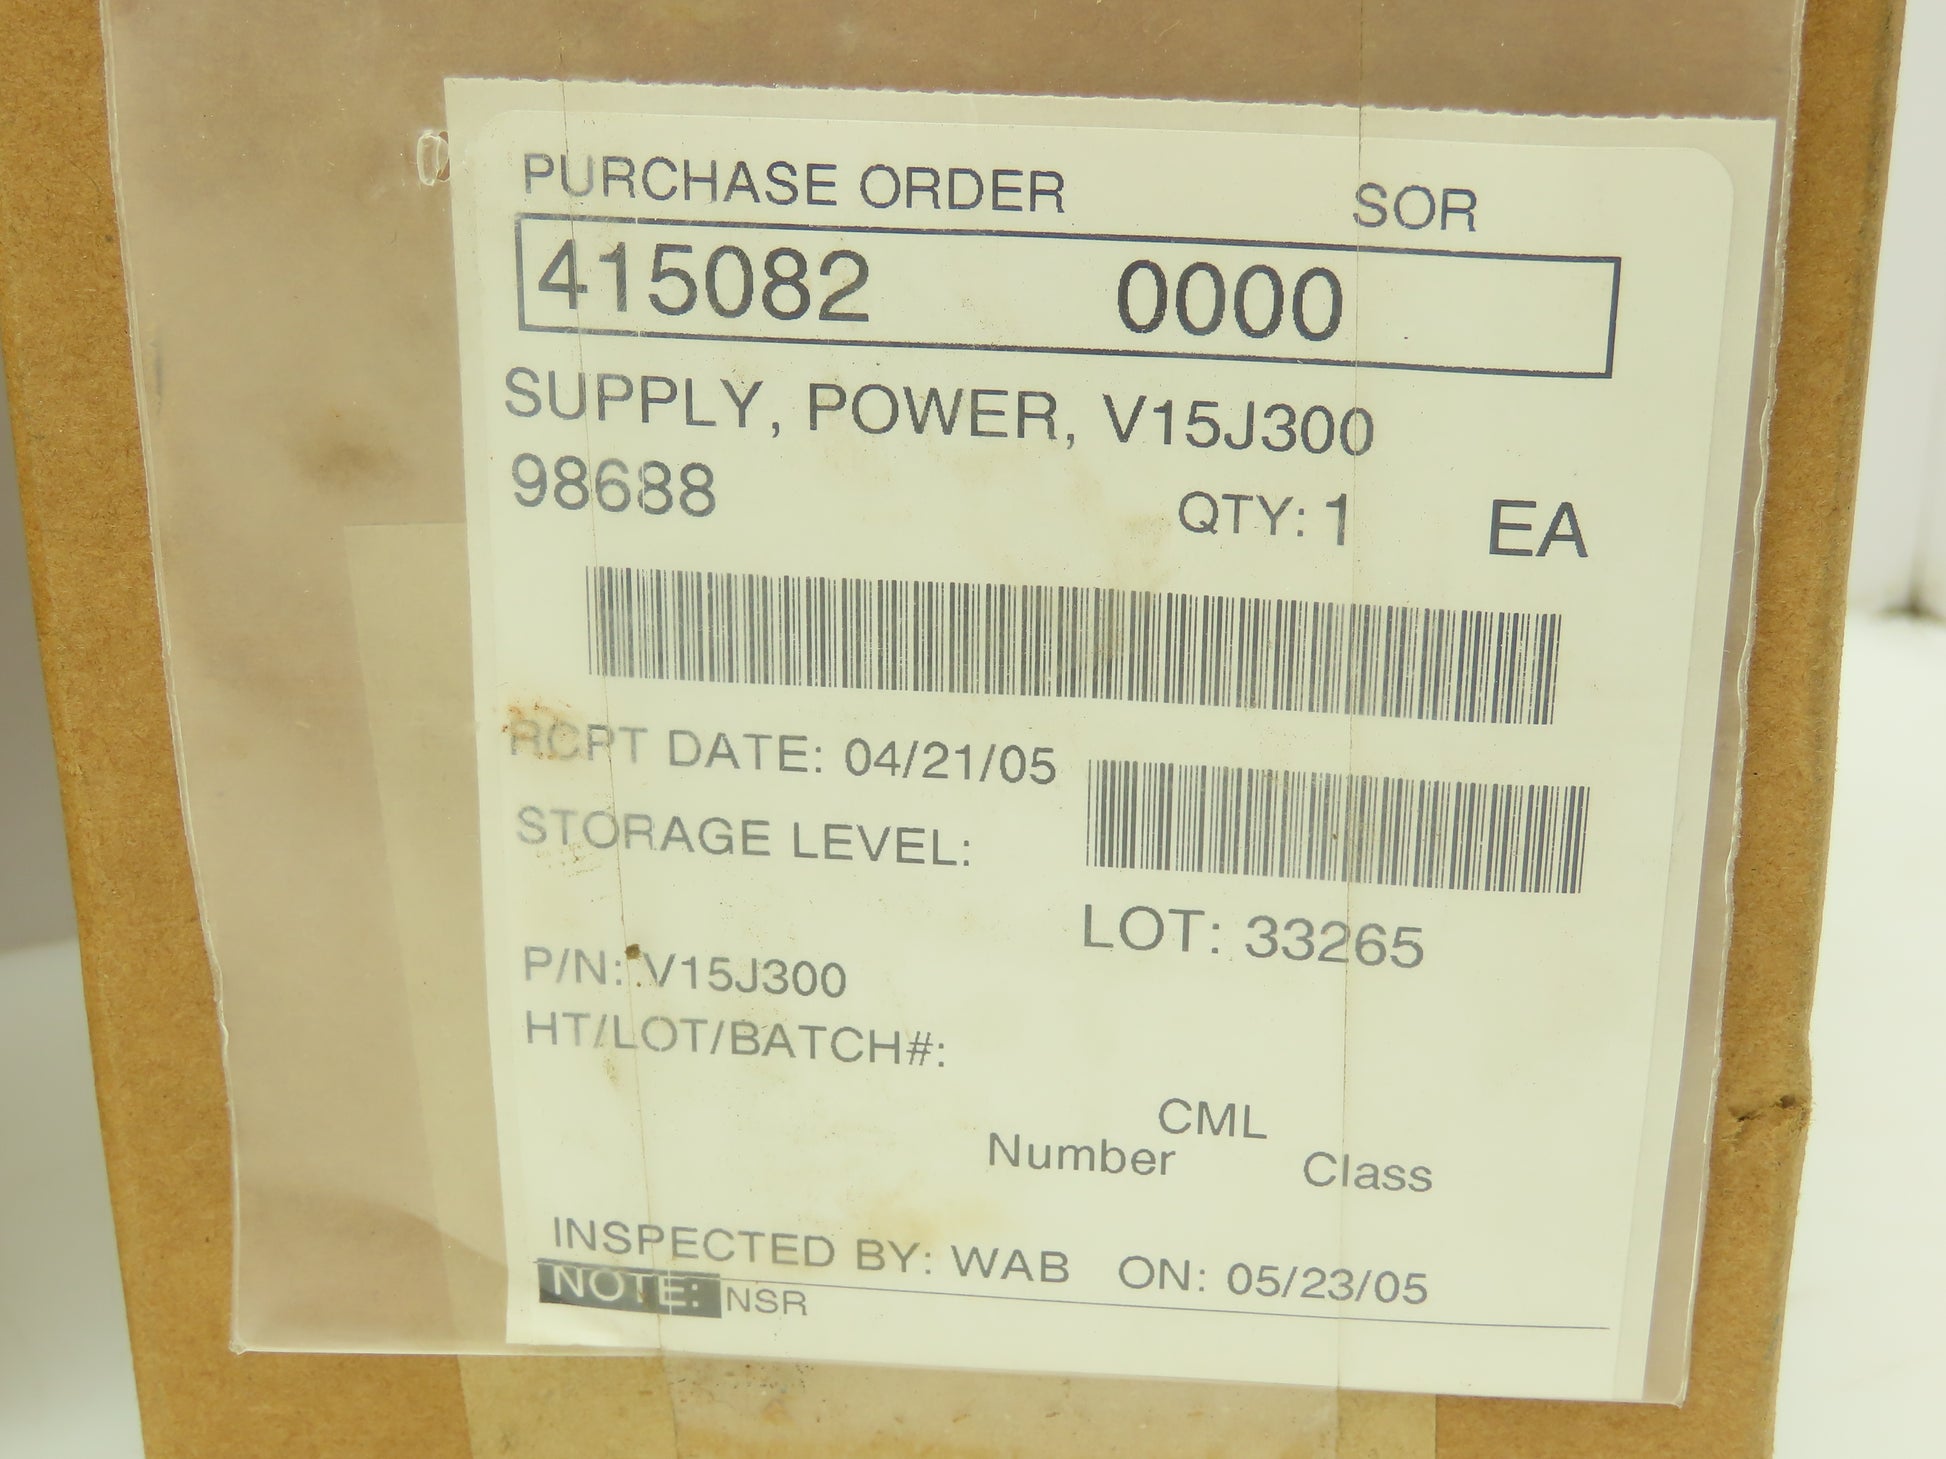 PURCHASE ORDER SOR
415082 0000
SUPPLY, POWER, V15J300
98688 QTY: 1 EA
RCPT DATE: 04/21/05
STORAGE LEVEL:
LOT: 33265
P/N: V15J300
HT/LOT/BATCH#:
CML
Number Class
INSPECTED BY: WAB ON: 05/23/05
NOTE: NSR